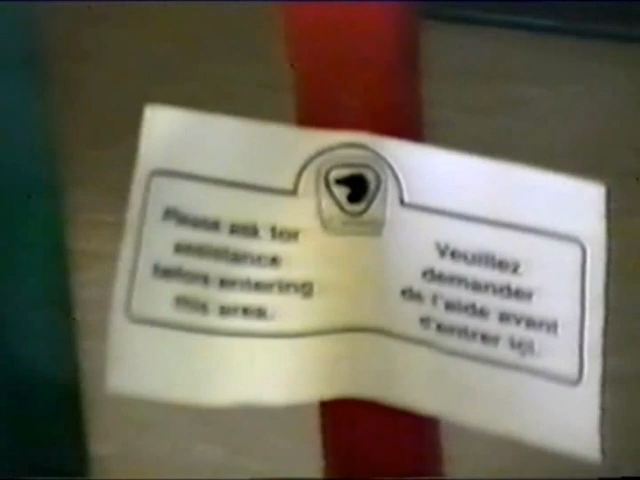 Please ask for
assistance
before entering
this area.
Veuillez
demander
de l'aide avant
d'entrer ici.